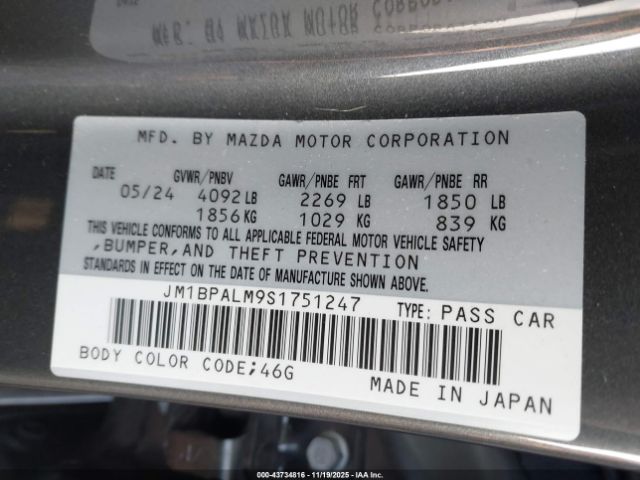 MFD. BY MAZDA MOTOR CORPORATION
DATE GVWR/PNBV GAWR/PNBE FRT GAWR/PNBE RR
05/24 4092 LB 2269 LB 1850 LB
1856 KG 1029 KG 839 KG
THIS VEHICLE CONFORMS TO ALL APPLICABLE FEDERAL MOTOR VEHICLE SAFETY
,BUMPER,AND THEFT PREVENTION
STANDARDS IN EFFECT ON THE DATE OF MANUFACTURE SHOWN ABOVE.
JM1BPALM9S1751247 TYPE: PASS CAR
BODY COLOR CODE;46G
MADE IN JAPAN
000-43734816 - 11/19/2025 - IAA Inc.